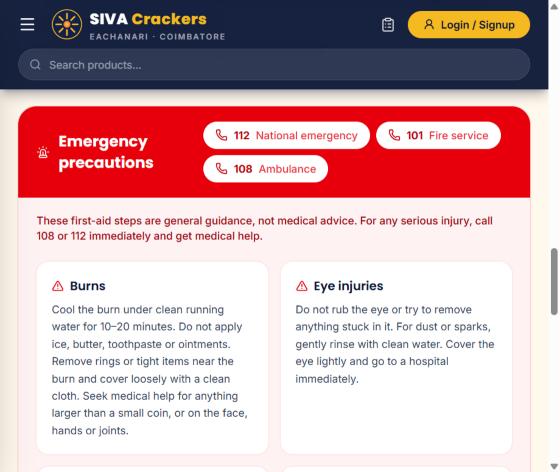 SIVA Crackers
EACHANARI · COIMBATORE
Login / Signup
Search products...
Emergency
precautions
112 National emergency
101 Fire service
108 Ambulance
These first-aid steps are general guidance, not medical advice. For any serious injury, call
108 or 112 immediately and get medical help.
Burns
Cool the burn under clean running
water for 10–20 minutes. Do not apply
ice, butter, toothpaste or ointments.
Remove rings or tight items near the
burn and cover loosely with a clean
cloth. Seek medical help for anything
larger than a small coin, or on the face,
hands or joints.
Eye injuries
Do not rub the eye or try to remove
anything stuck in it. For dust or sparks,
gently rinse with clean water. Cover the
eye lightly and go to a hospital
immediately.